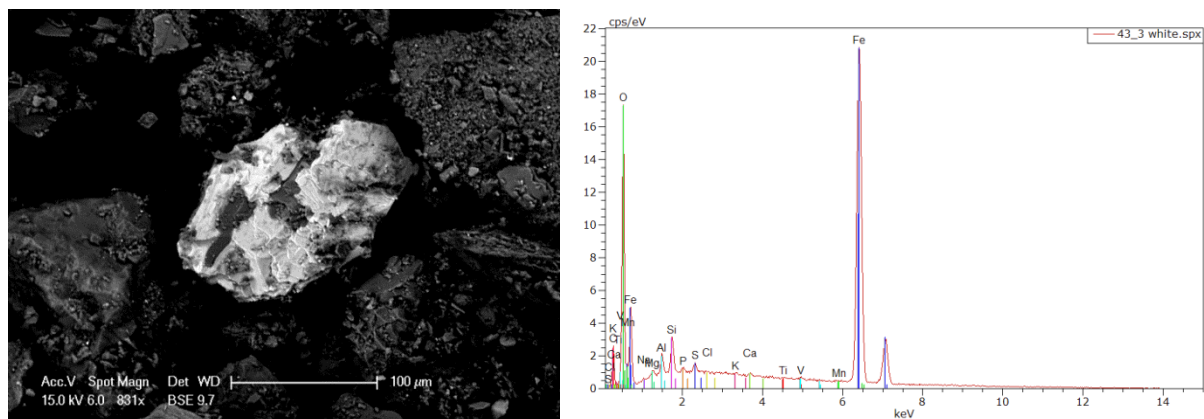 Acc.V Spot Magn Det WD
15.0 kV 6.0 831x BSE 9.7
100 μm
cps/eV
43_3 white.spx
22
20
18
16
14
12
10
8
6
4
2
0
Fe
O
Fe
V
Mn
K
C
Ti
Ca
S
Na
Mg
Al
Si
P
S
Cl
K
Ca
Ti
V
Mn
2 4 6 8 10 12 14
keV